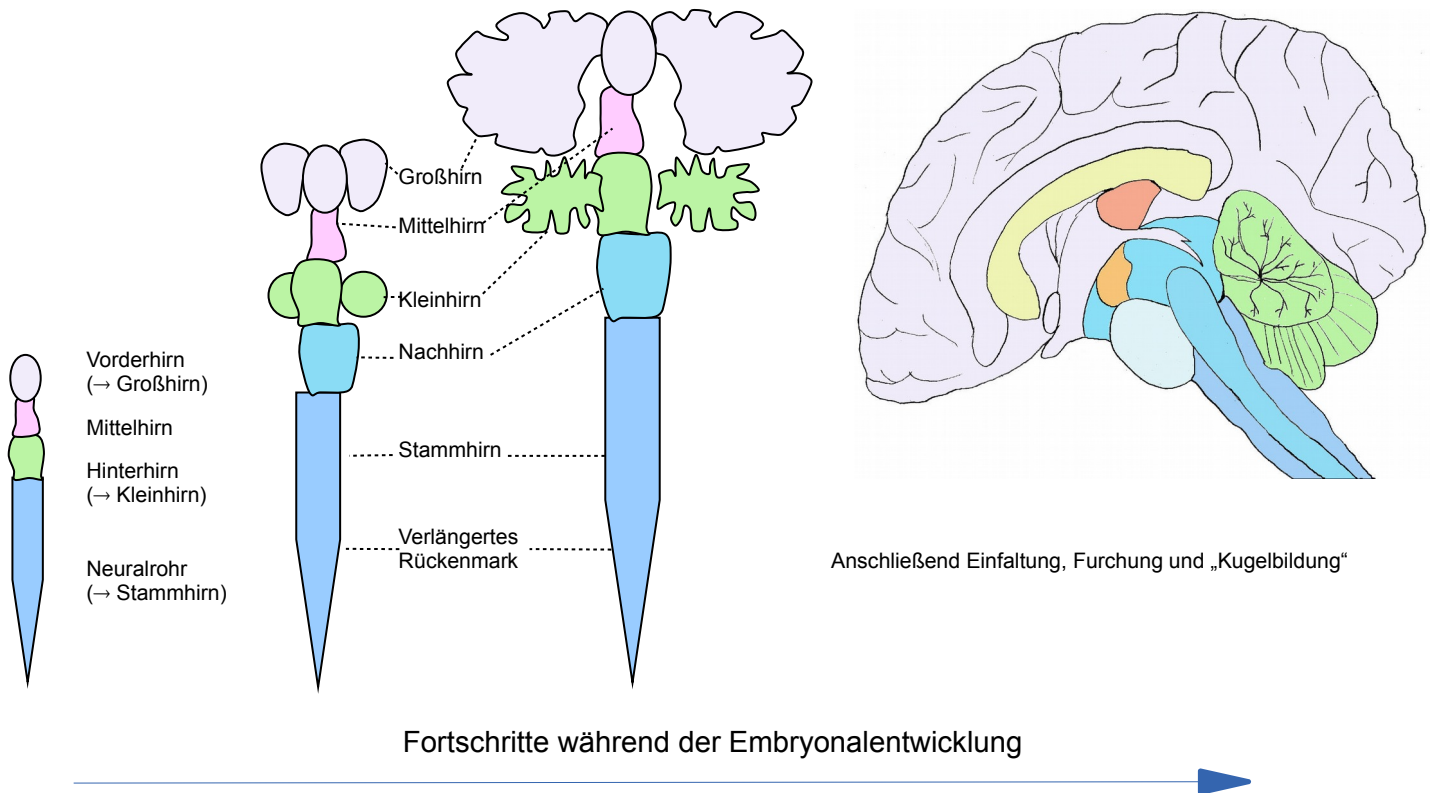 Vorderhirn
(→ Großhirn)
Mittelhirn
Hinterhirn
(→ Kleinhirn)
Neuralrohr
(→ Stammhirn)
Großhirn
Mittelhirn
Kleinhirn
Nachhirn
Stammhirn
Verlängertes
Rückenmark
Anschließend Einfaltung, Furchung und „Kugelbildung“
Fortschritte während der Embryonalentwicklung